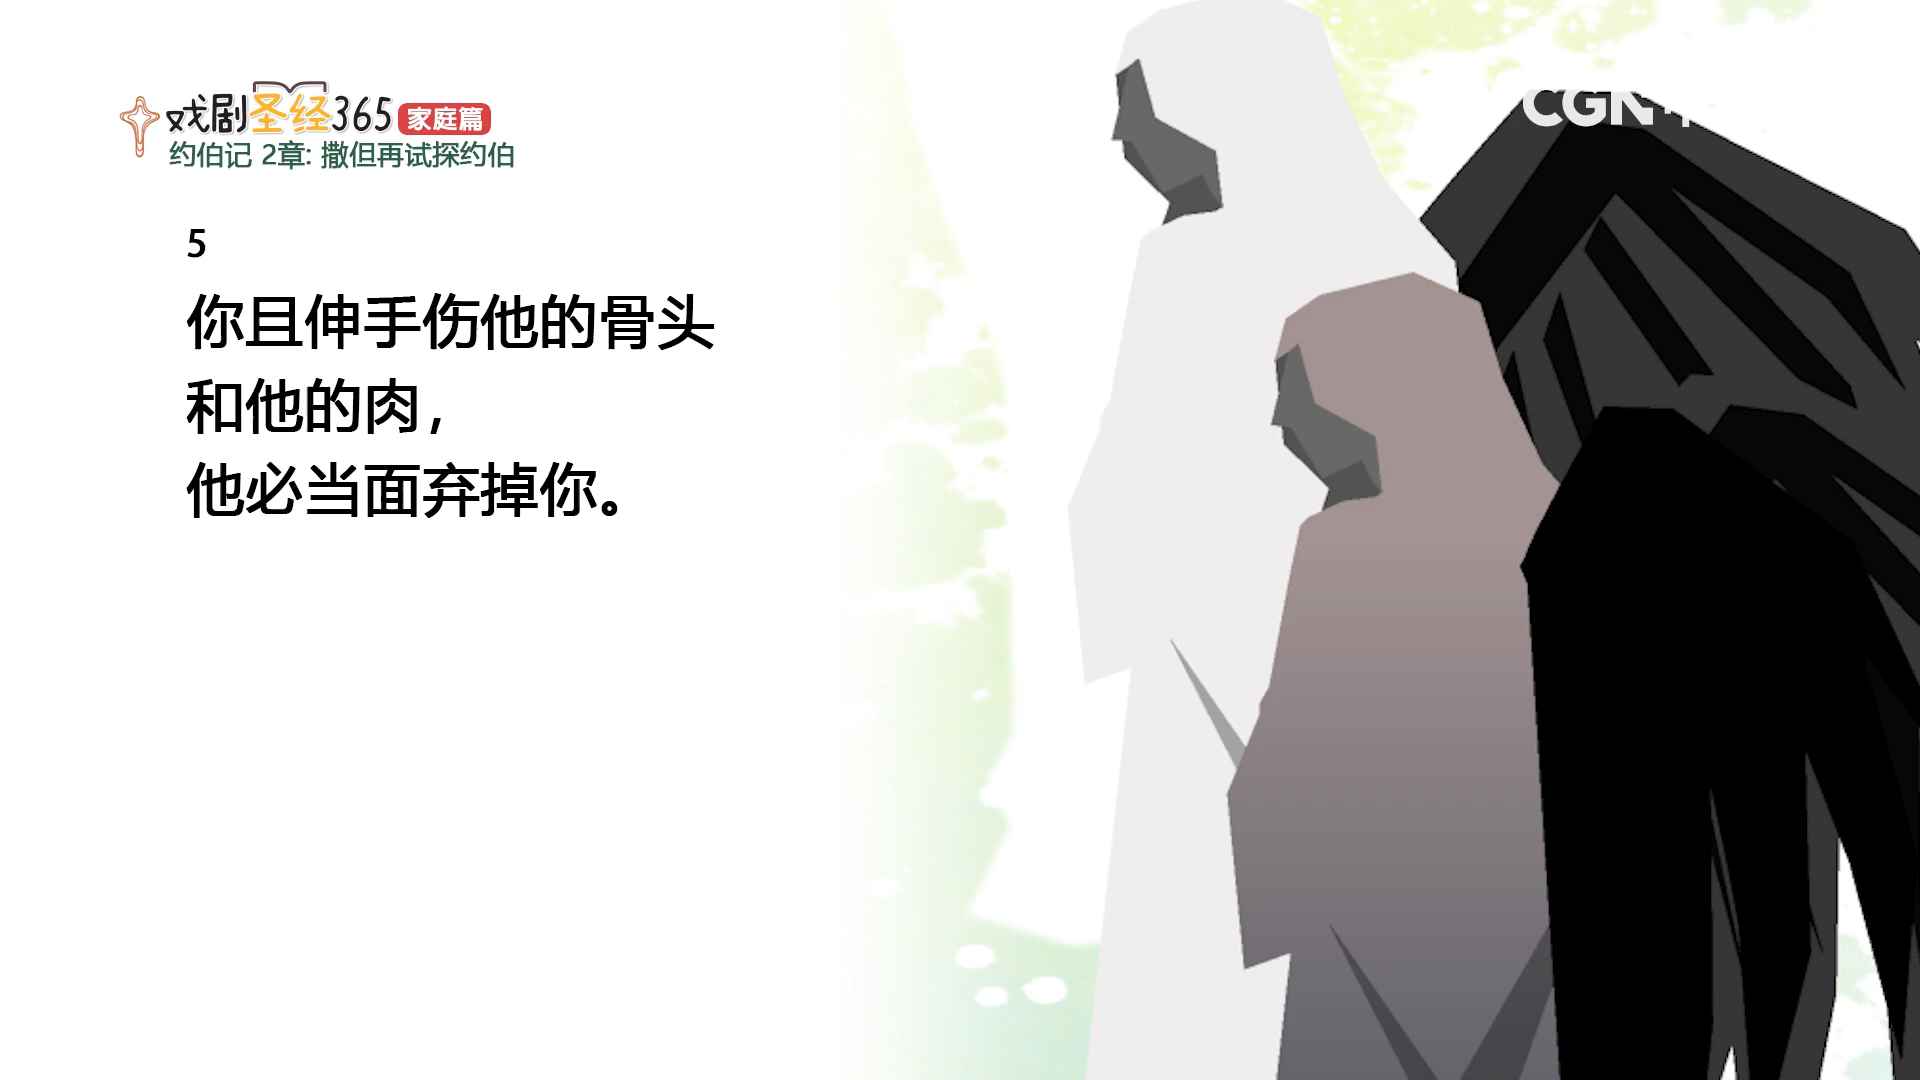 戏剧圣经365 家庭篇
约伯记 2章: 撒但再试探约伯
CGN
5
你且伸手伤他的骨头
和他的肉，
他必当面弃掉你。